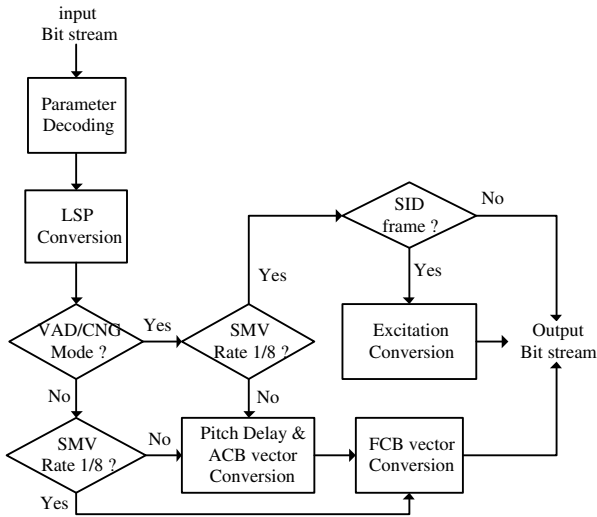 input
Bit stream
Parameter
Decoding
LSP
Conversion
VAD/CNG
Mode ?
Yes
SMV
Rate 1/8 ?
Yes
SID
frame ?
No
Yes
Excitation
Conversion
Output
Bit stream
No
No
SMV
Rate 1/8 ?
No
Yes
Pitch Delay &
ACB vector
Conversion
FCB vector
Conversion